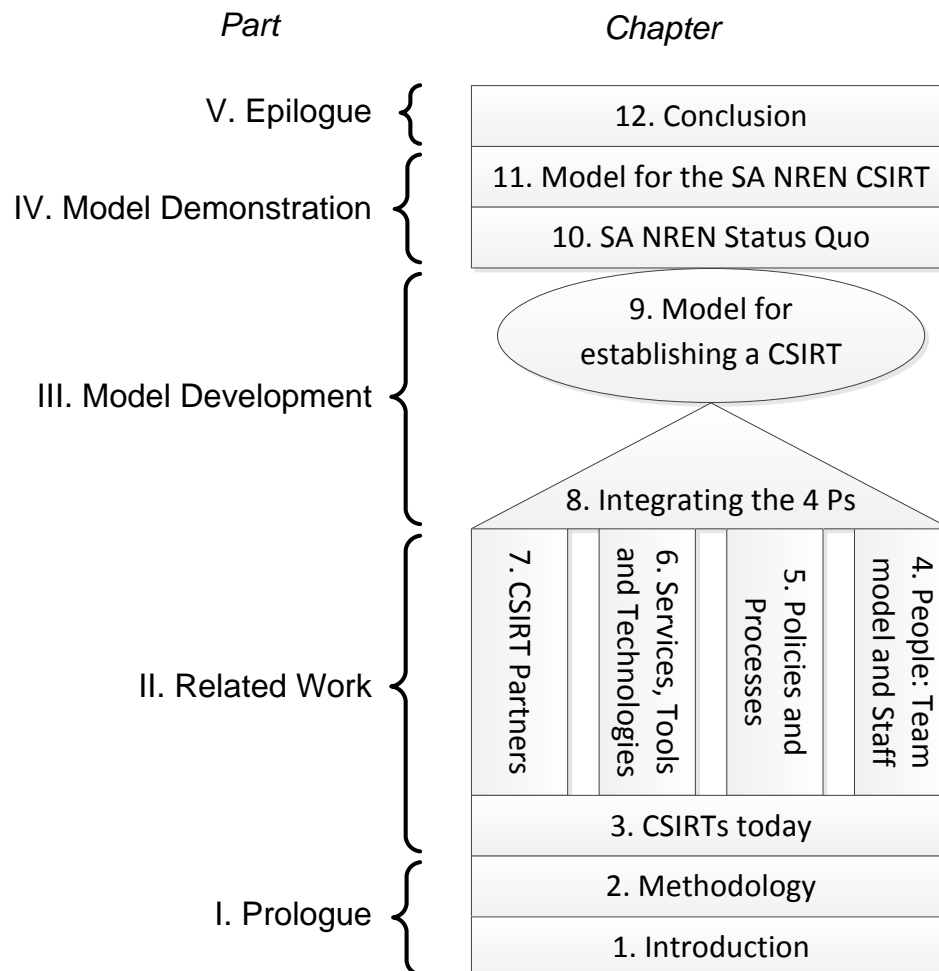 Part
Chapter
V. Epilogue
12. Conclusion
IV. Model Demonstration
11. Model for the SA NREN CSIRT
10. SA NREN Status Quo
III. Model Development
9. Model for
establishing a CSIRT
8. Integrating the 4 Ps
II. Related Work
7. CSIRT Partners
6. Services, Tools
and Technologies
5. Policies and
Processes
4. People: Team
model and Staff
3. CSIRTs today
I. Prologue
2. Methodology
1. Introduction